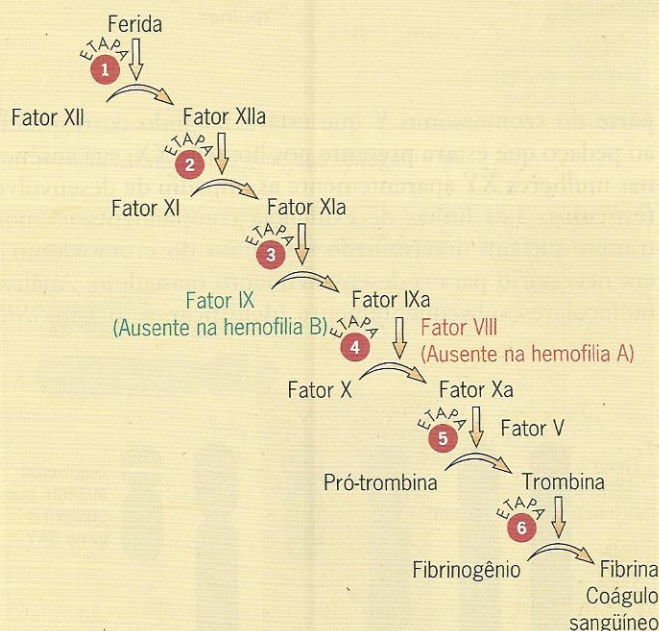 Ferida
ETAPA
1
Fator XII
Fator XIIa
ETAPA
2
Fator XI
Fator XIa
ETAPA
3
Fator IX
(Ausente na hemofilia B)
Fator IXa
ETAPA
4
Fator VIII
(Ausente na hemofilia A)
Fator X
Fator Xa
ETAPA
5
Fator V
Pró-trombina
Trombina
ETAPA
6
Fibrinogênio
Fibrina
Coágulo
sangüíneo